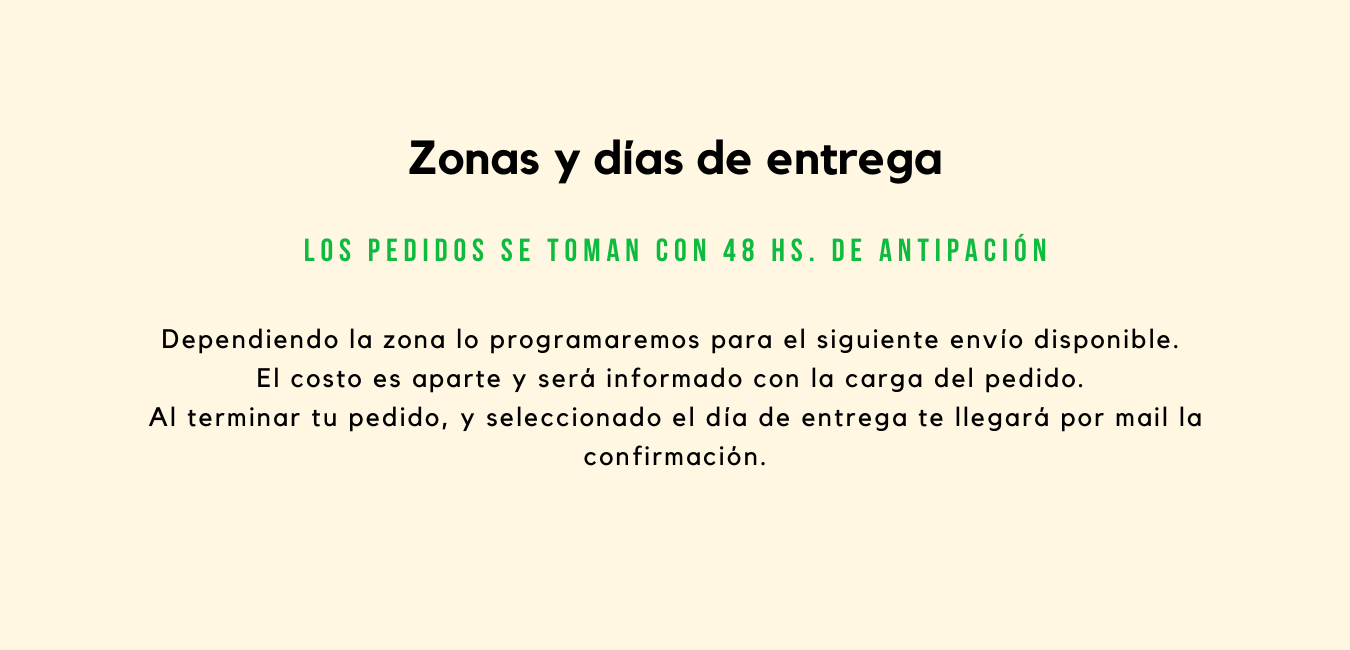 Zonas y días de entrega
LOS PEDIDOS SE TOMAN CON 48 HS. DE ANTIPACIÓN
Dependiendo la zona lo programaremos para el siguiente envío disponible.
El costo es aparte y será informado con la carga del pedido.
Al terminar tu pedido, y seleccionado el día de entrega te llegará por mail la
confirmación.